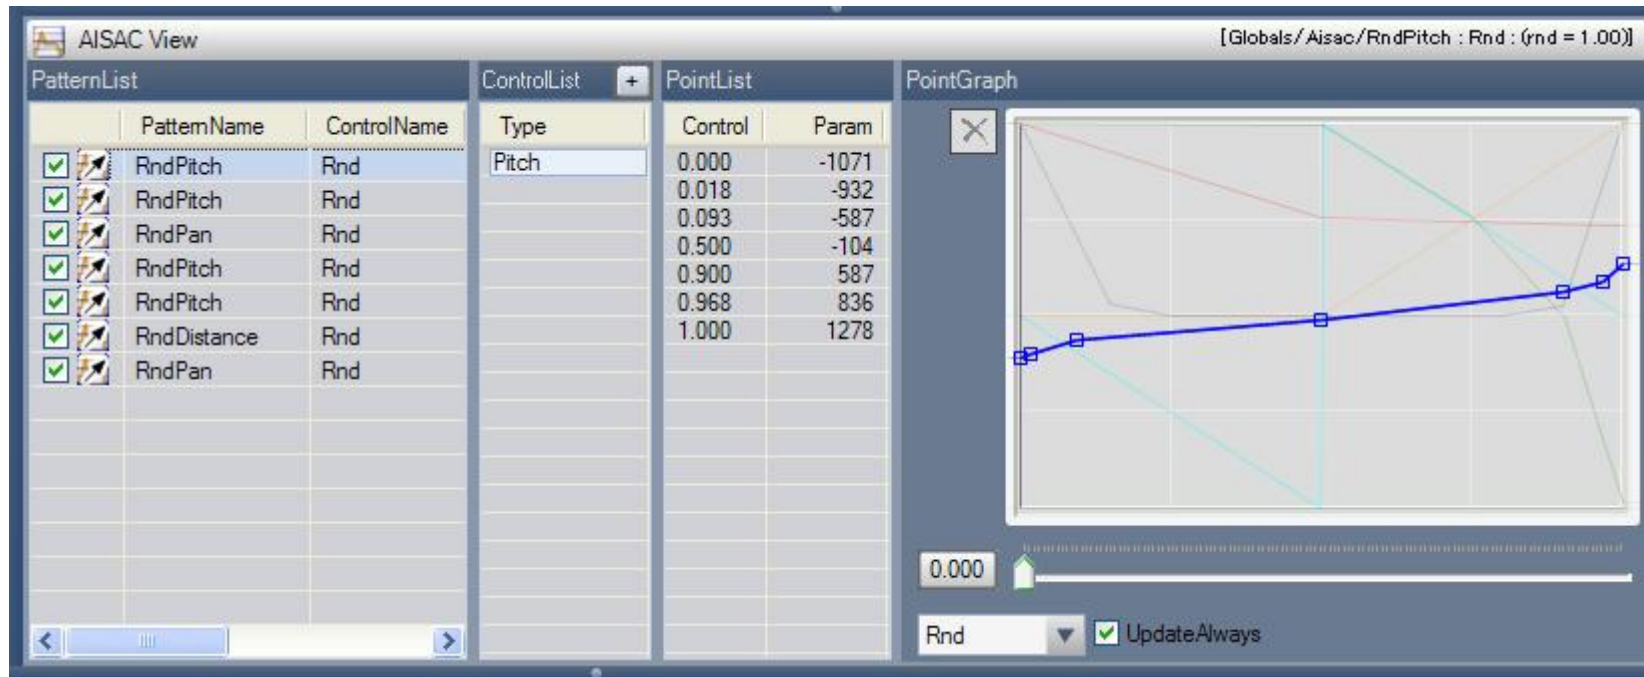 AISAC View [Globals/Aisac/RndPitch : Rnd : (rnd = 1.00)]
PatternList ControlList + PointList PointGraph
PatternName ControlName Type Control Param
RndPitch Rnd Pitch 0.000 -1071
RndPitch Rnd 0.018 -932
RndPan Rnd 0.093 -587
RndPitch Rnd 0.500 -104
RndPitch Rnd 0.900 587
RndDistance Rnd 0.968 836
RndPan Rnd 1.000 1278
0.000
Rnd UpdateAlways